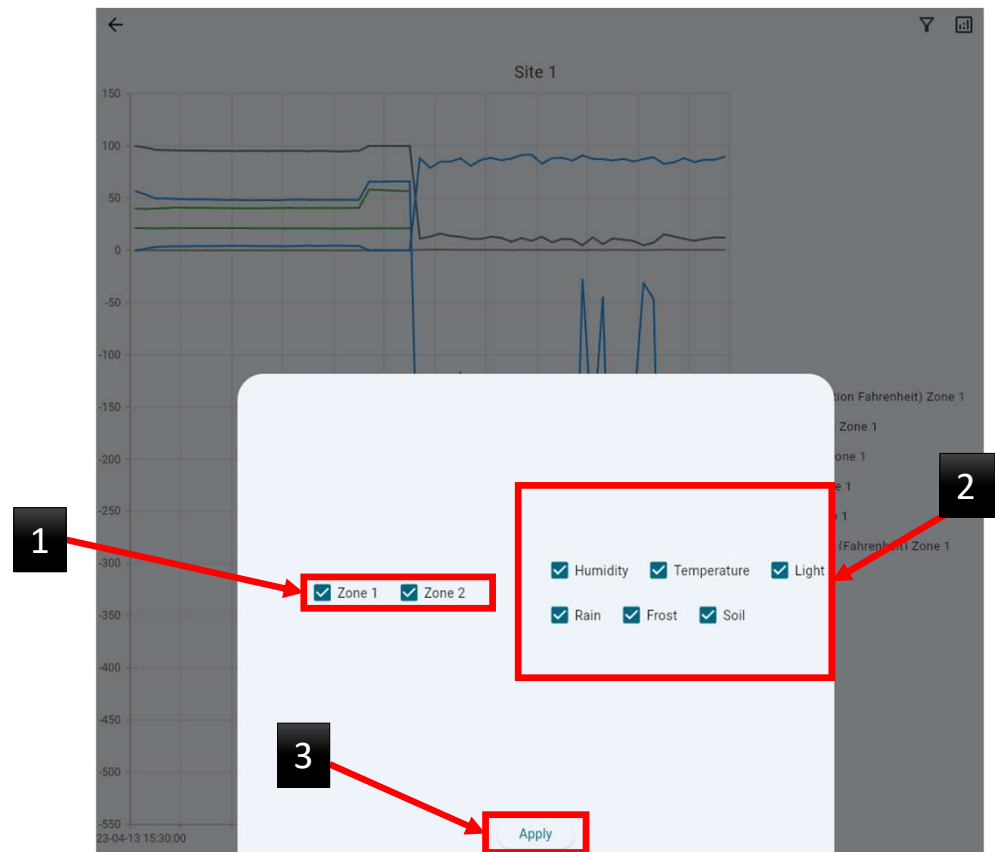 Site 1
150
100
50
0
-50
-100
-150
-200
-250
-300
-350
-400
-450
-500
-550
23-04-13 15:30:00
tion Fahrenheit) Zone 1
Zone 1
one 1
e 1
1
(Fahrenheit) Zone 1
1
2
3
Zone 1 Zone 2
Humidity Temperature Light
Rain Frost Soil
Apply